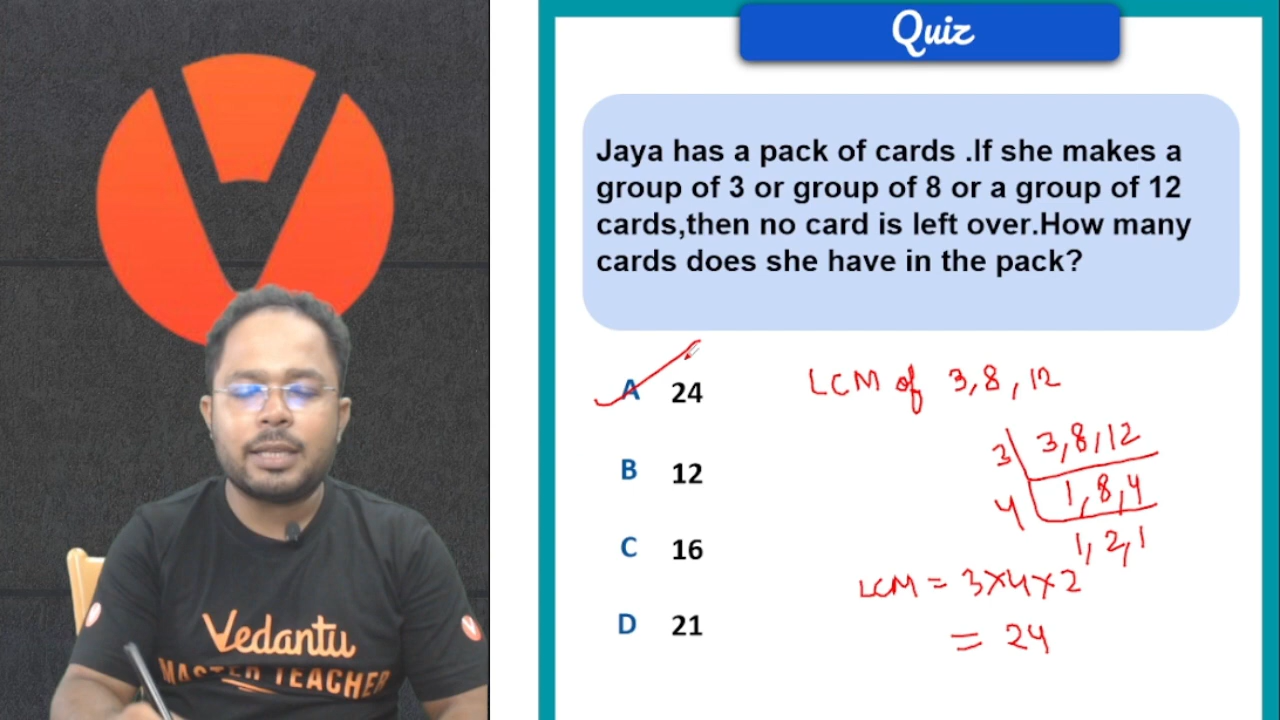 Quiz
Jaya has a pack of cards .If she makes a
group of 3 or group of 8 or a group of 12
cards,then no card is left over.How many
cards does she have in the pack?
A 24
B 12
C 16
D 21
LCM of 3,8,12
3 3,8,12
4 1,8,4
1,2,1
LCM = 3×4×2
= 24
Vedantu
MASTER TEACHER